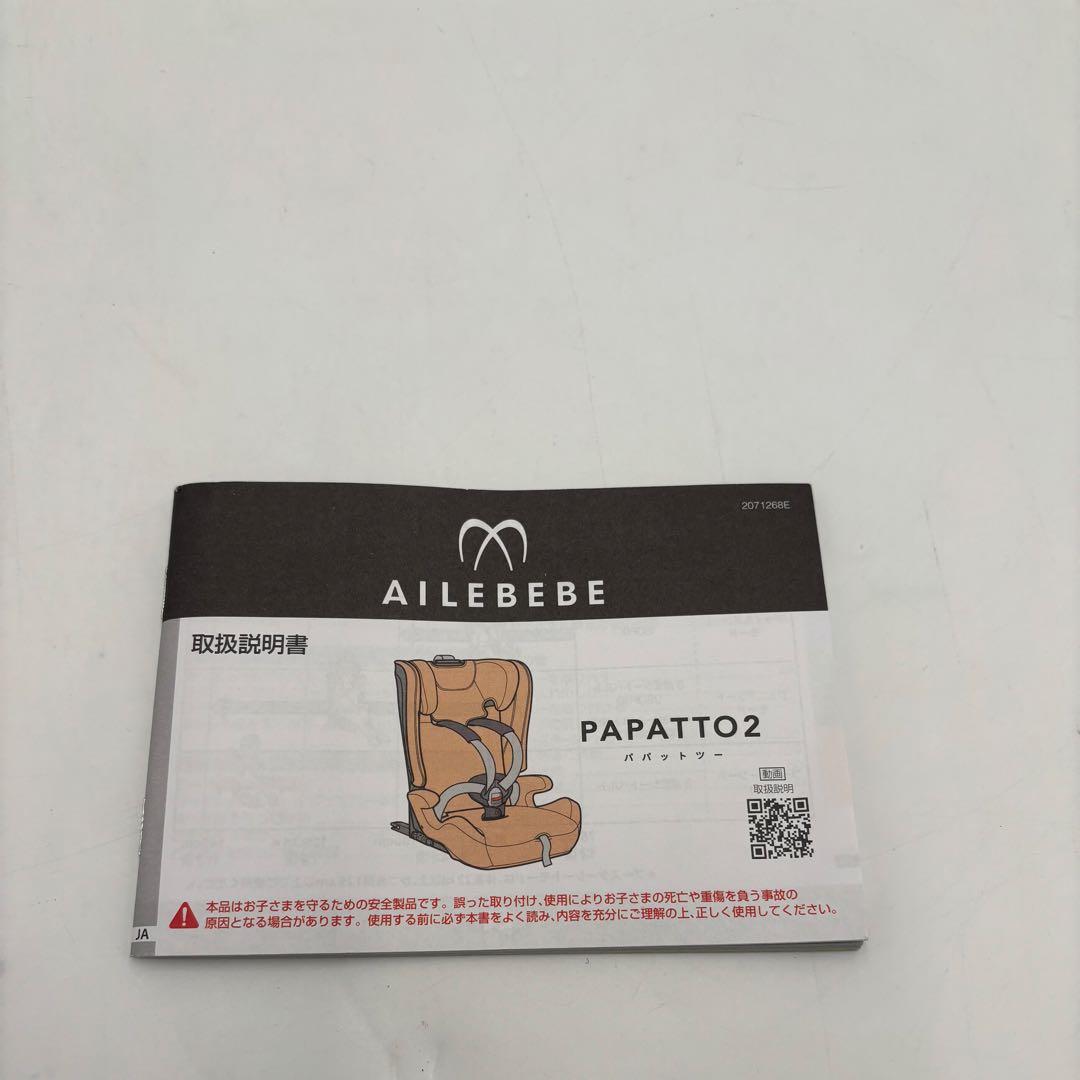 2071268E
AILEBEBE
取扱説明書
PAPATTO2
パパットツー
動画
取扱説明
本品はお子さまを守るための安全製品です。誤った取り付け、使用によりお子さまの死亡や重傷を負う事故の
原因となる場合があります。使用する前に必ず本書をよく読み、内容を充分にご理解の上、正しく使用してください。
JA